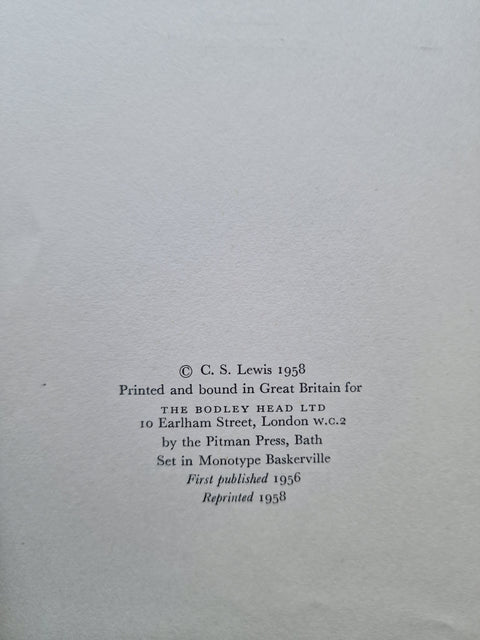 © C. S. Lewis 1958
Printed and bound in Great Britain for
THE BODLEY HEAD LTD
10 Earlham Street, London W.C.2
by the Pitman Press, Bath
Set in Monotype Baskerville
First published 1956
Reprinted 1958